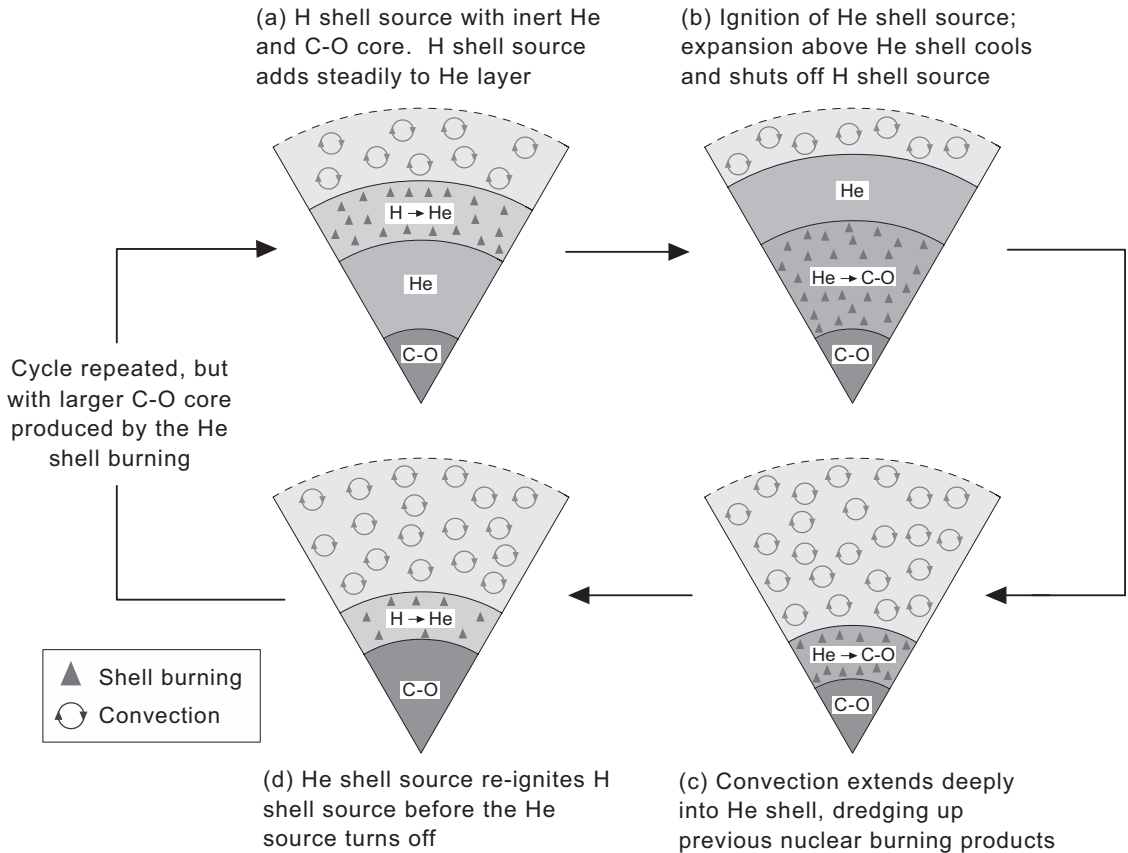 (a) H shell source with inert He
and C-O core.  H shell source
adds steadily to He layer
H → He
He
C-O
(b) Ignition of He shell source;
expansion above He shell cools
and shuts off H shell source
He
He → C-O
C-O
Cycle repeated, but
with larger C-O core
produced by the He
shell burning
H → He
C-O
(d) He shell source re-ignites H
shell source before the He
source turns off
He → C-O
C-O
(c) Convection extends deeply
into He shell, dredging up
previous nuclear burning products
Shell burning
Convection